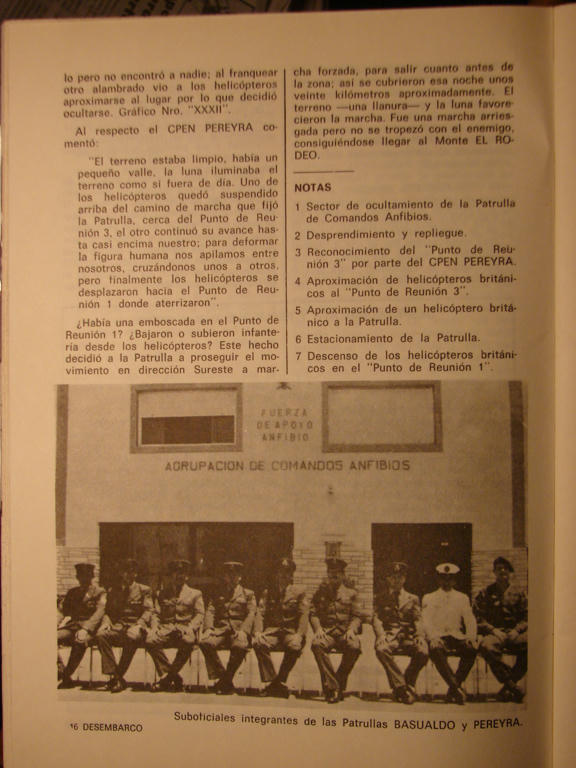 lo pero no encontró a nadie; al franquear
otro alambrado vio a los helicópteros
aproximarse al lugar por lo que decidió
ocultarse. Gráfico Nro. "XXXII".
Al respecto el CPEN PEREYRA co-
mentó:
"El terreno estaba limpio, había un
pequeño valle, la luna iluminaba el
terreno como si fuera de día. Uno de
los helicópteros quedó suspendido
arriba del camino de marcha que fijó
la Patrulla, cerca del Punto de Reu-
nión 3, el otro continuó su avance has-
ta casi encima nuestro; para deformar
la figura humana nos apilamos entre
nosotros, cruzándonos unos a otros,
pero finalmente los helicópteros se
desplazaron hacia el Punto de Reu-
nión 1 donde aterrizaron".
¿Había una emboscada en el Punto de
Reunión 1? ¿Bajaron o subieron infante-
ría desde los helicópteros? Este hecho
decidió a la Patrulla a proseguir el mo-
vimiento en dirección Sureste a mar-
cha forzada, para salir cuanto antes de
la zona; así se cubrieron esa noche unos
veinte kilómetros aproximadamente. El
terreno —una llanura— y la luna favore-
cieron la marcha. Fue una marcha arries-
gada pero no se tropezó con el enemigo,
consiguiéndose llegar al Monte EL RO-
DEO.
NOTAS
1 Sector de ocultamiento de la Patrulla
de Comandos Anfibios.
2 Desprendimiento y repliegue.
3 Reconocimiento del "Punto de Reu-
nión 3" por parte del CPEN PEREYRA.
4 Aproximación de helicópteros británi-
cos al "Punto de Reunión 3".
5 Aproximación de un helicóptero britá-
nico a la Patrulla.
6 Estacionamiento de la Patrulla.
7 Descenso de los helicópteros británi-
cos en el "Punto de Reunión 1".
FUERZA
DE APOYO
ANFIBIO
AGRUPACION DE COMANDOS ANFIBIOS
Suboficiales integrantes de las Patrullas BASUALDO y PEREYRA.
16 DESEMBARCO